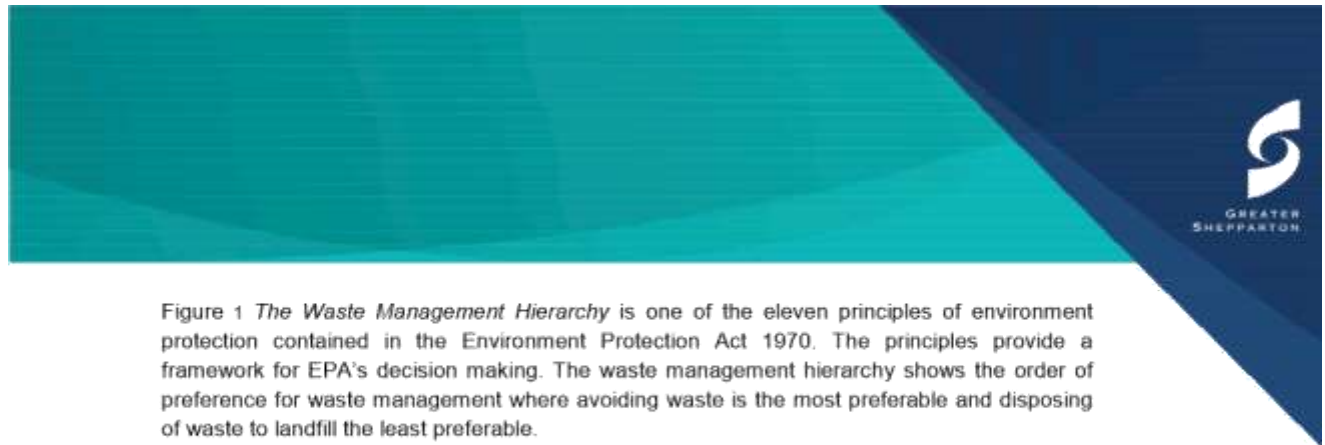 GREATER
SHEPPARTON
Figure 1 The Waste Management Hierarchy is one of the eleven principles of environment
protection contained in the Environment Protection Act 1970. The principles provide a
framework for EPA's decision making. The waste management hierarchy shows the order of
preference for waste management where avoiding waste is the most preferable and disposing
of waste to landfill the least preferable.